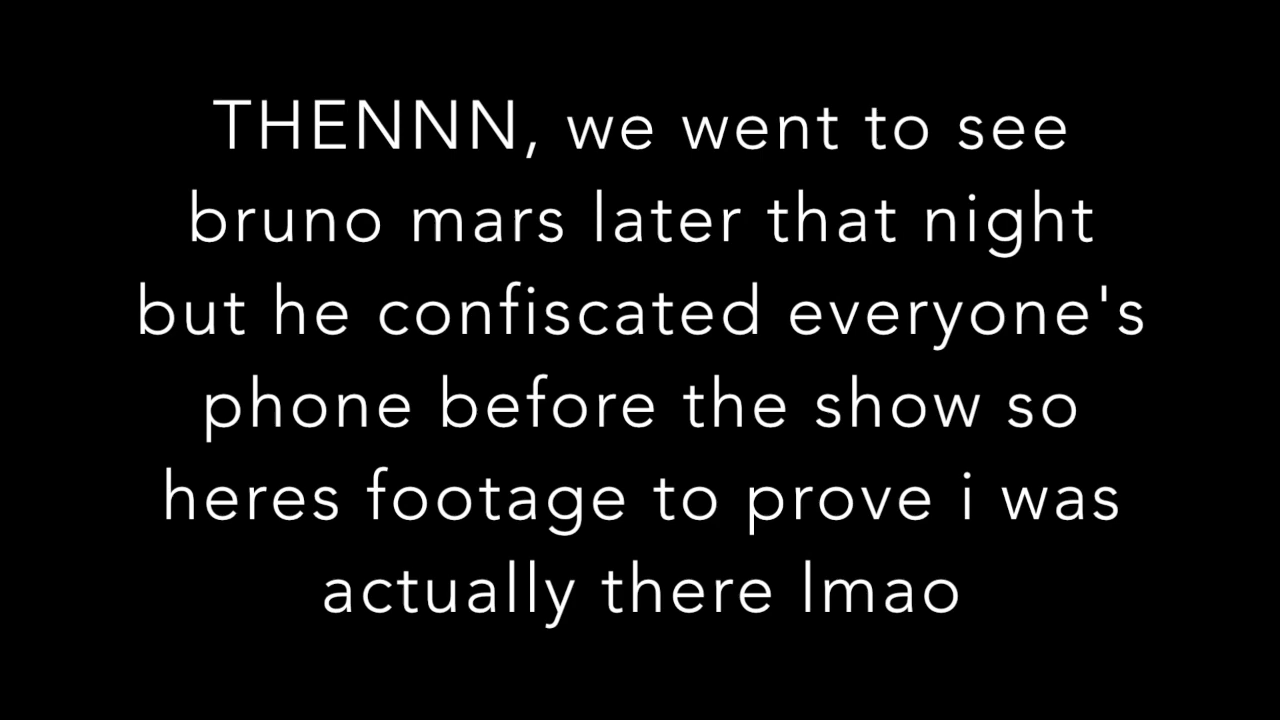 THENNN, we went to see
bruno mars later that night
but he confiscated everyone's
phone before the show so
heres footage to prove i was
actually there lmao